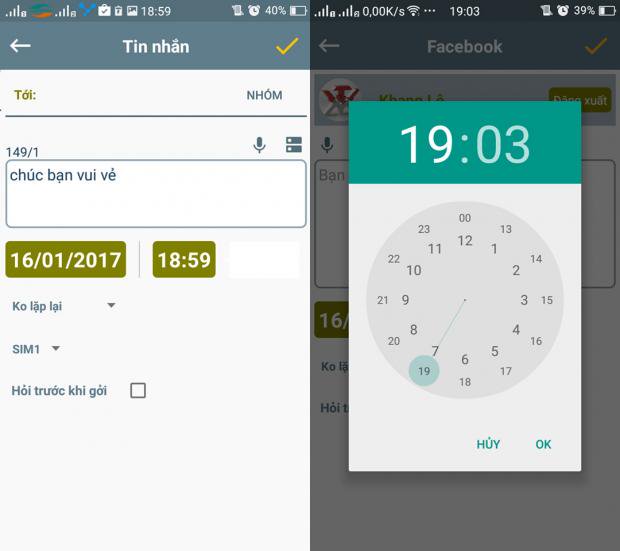 18:59
40%
Tin nhắn
Tới:
NHÓM
149/1
chúc bạn vui vẻ
16/01/2017
18:59
Ko lặp lại
SIM1
Hỏi trước khi gởi
0,00K/s
19:03
39%
Facebook
Khang Lê
Đăng xuất
Bạn
16/
Ko lặ
Hỏi t
19:03
00
23
13
12
11
1
22
14
10
2
21
9
3
15
20
8
4
16
7
5
6
19
17
18
HỦY
OK